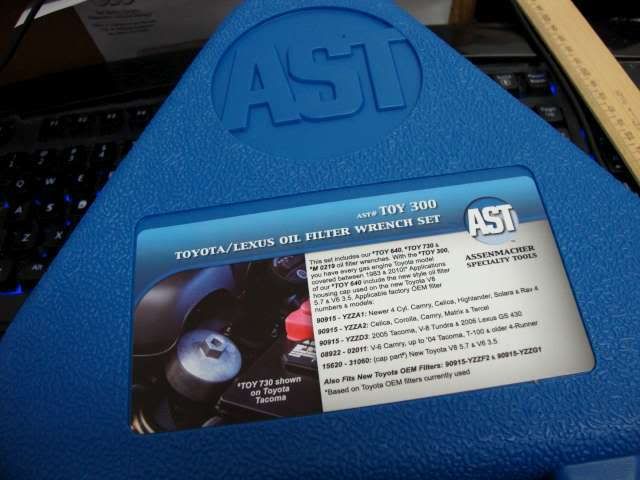 AST
AST# TOY 300
TOYOTA/LEXUS OIL FILTER WRENCH SET
AST
ASSENMACHER
SPECIALTY TOOLS
This set includes our *TOY 640, *TOY 730 &
*M 0219 oil filter wrenches. With the *TOY 300,
you have every gas engine Toyota model
covered between 1983 & 2010!* Applications
of our *TOY 640 include the new style oil filter
housing cap used on the new Toyota V8
5.7 & V6 3.5. Applicable factory OEM filter
numbers & models:
90915 - YZZA1: Newer 4 Cyl. Camry, Celica, Highlander, Solara & Rav 4
90915 - YZZA2: Celica, Corolla, Camry, Matrix & Tercel
90915 - YZZD3: 2005 Tacoma, V-8 Tundra & 2006 Lexus GS 430
08922 - 02011: V-6 Camry, up to '04 Tacoma, T-100 & older 4-Runner
15620 - 31060: (cap part#) New Toyota V8 5.7 & V6 3.5
Also Fits New Toyota OEM Filters: 90915-YZZF2 & 90915-YZZG1
*Based on Toyota OEM filters currently used
*TOY 730 shown
on Toyota
Tacoma